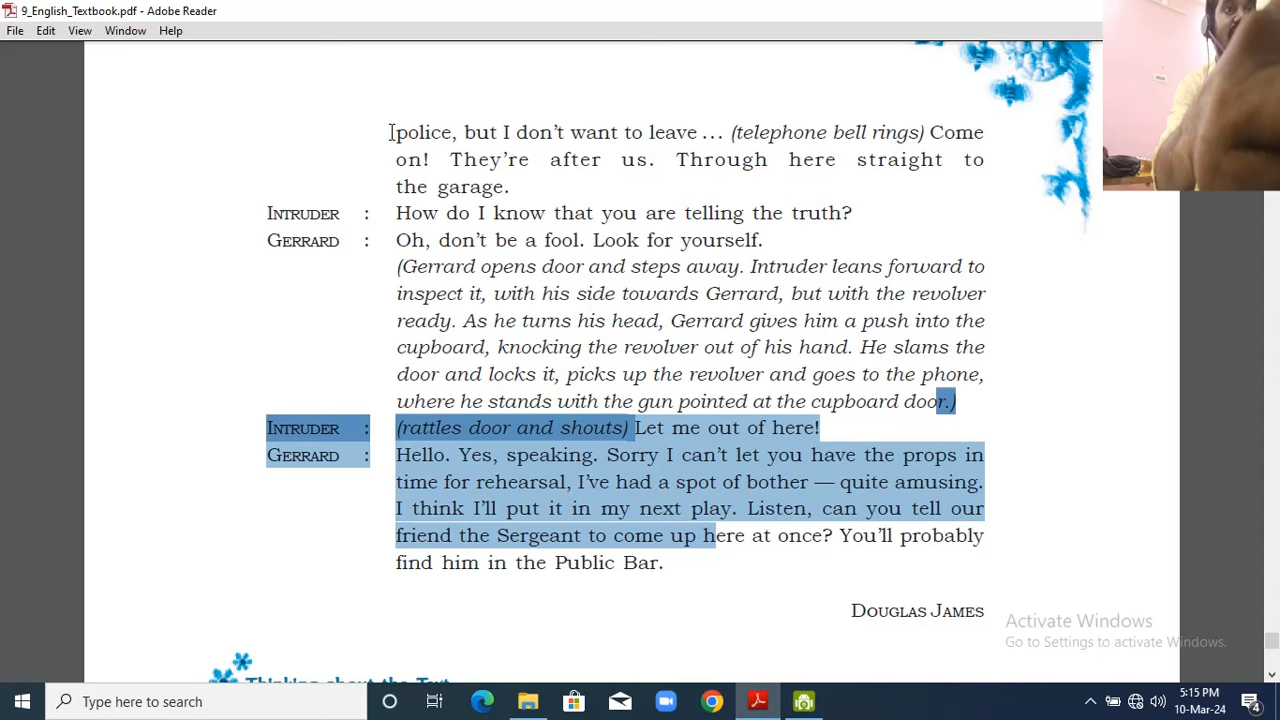 9_English_Textbook.pdf - Adobe Reader
File Edit View Window Help
police, but I don't want to leave ... (telephone bell rings) Come
on! They're after us. Through here straight to
the garage.
INTRUDER : How do I know that you are telling the truth?
GERRARD : Oh, don't be a fool. Look for yourself.
(Gerrard opens door and steps away. Intruder leans forward to
inspect it, with his side towards Gerrard, but with the revolver
ready. As he turns his head, Gerrard gives him a push into the
cupboard, knocking the revolver out of his hand. He slams the
door and locks it, picks up the revolver and goes to the phone,
where he stands with the gun pointed at the cupboard door.)
INTRUDER : (rattles door and shouts) Let me out of here!
GERRARD : Hello. Yes, speaking. Sorry I can't let you have the props in
time for rehearsal, I've had a spot of bother — quite amusing.
I think I'll put it in my next play. Listen, can you tell our
friend the Sergeant to come up here at once? You'll probably
find him in the Public Bar.
DOUGLAS JAMES
Activate Windows
Go to Settings to activate Windows.
Thinking about the Text
Type here to search
5:15 PM
10-Mar-24
4